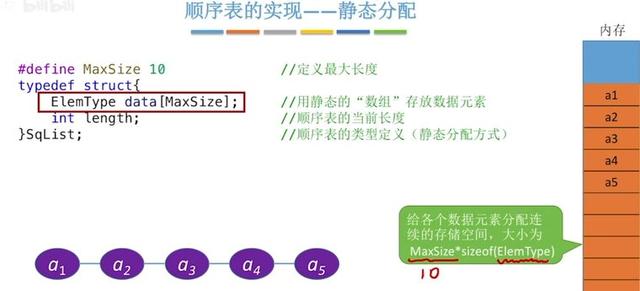 bilibili
顺序表的实现——静态分配
内存
#define MaxSize 10 //定义最大长度
typedef struct{
ElemType data[MaxSize]; //用静态的“数组”存放数据元素
int length; //顺序表的当前长度
}SqList; //顺序表的类型定义（静态分配方式）
a1
a2
a3
a4
a5
给各个数据元素分配连
续的存储空间，大小为
MaxSize*sizeof(ElemType)
10
a1 a2 a3 a4 a5